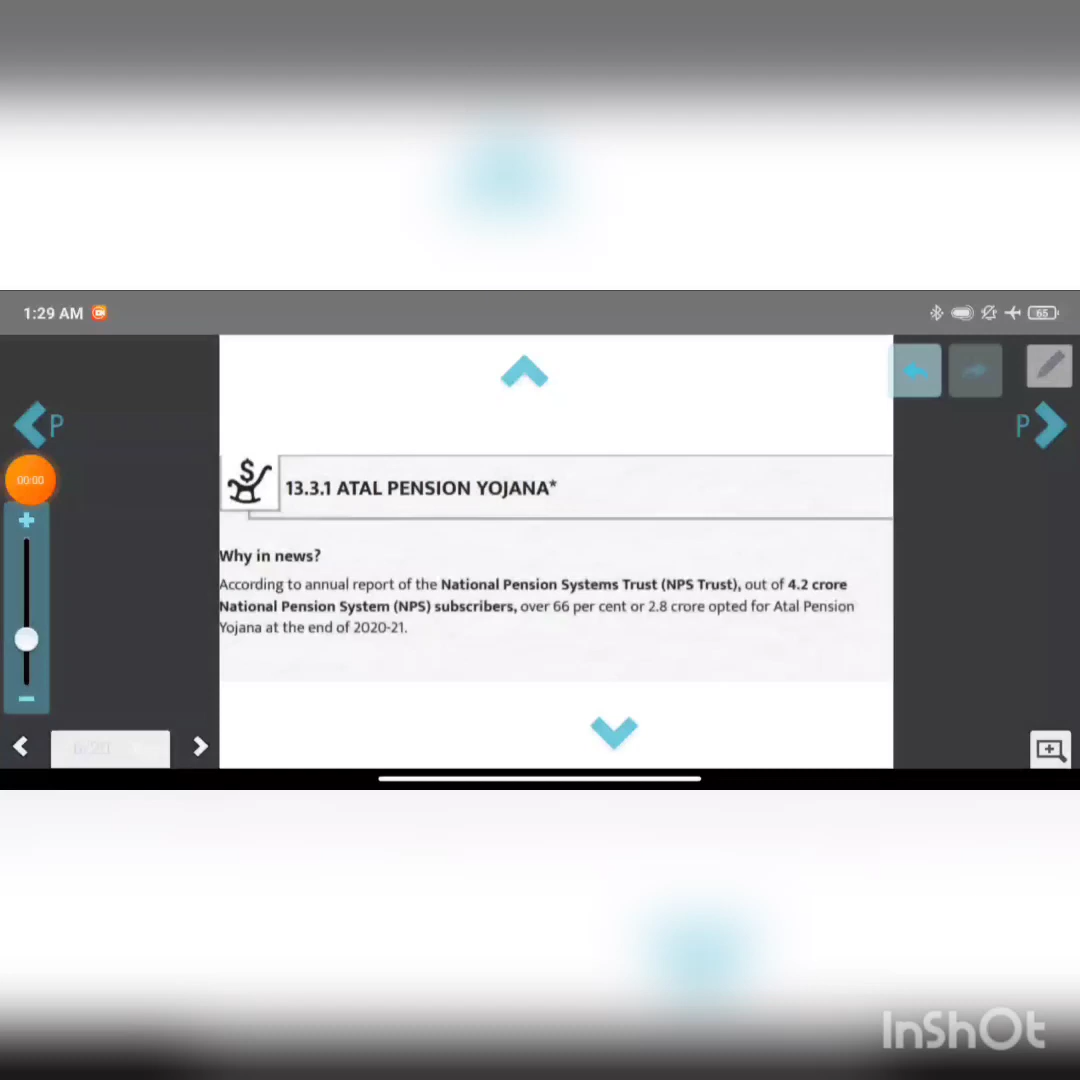 1:29 AM
65
P
P
00:00
13.3.1 ATAL PENSION YOJANA*
Why in news?
According to annual report of the National Pension Systems Trust (NPS Trust), out of 4.2 crore
National Pension System (NPS) subscribers, over 66 per cent or 2.8 crore opted for Atal Pension
Yojana at the end of 2020-21.
InShOt